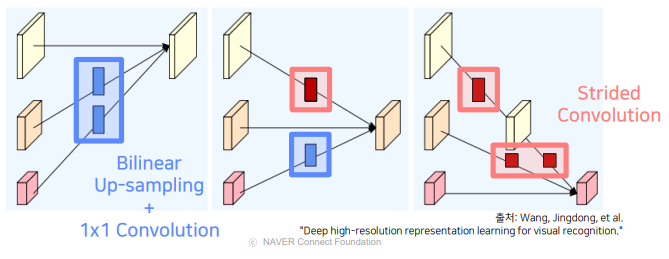 Strided
Convolution
Bilinear
Up-sampling
+
1x1 Convolution
출처: Wang, Jingdong, et al.
"Deep high-resolution representation learning for visual recognition."
ⓒ NAVER Connect Foundation